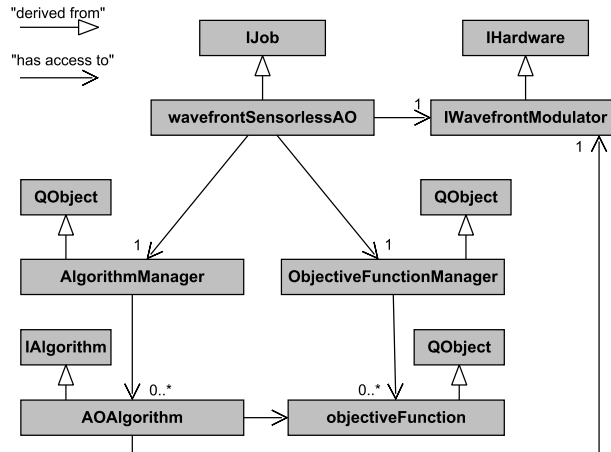 "derived from"
"has access to"
IJob
IHardware
wavefrontSensorlessAO
1
IWavefrontModulator
1
QObject
QObject
1
1
AlgorithmManager
ObjectiveFunctionManager
IAlgorithm
QObject
0..*
0..*
AOAlgorithm
objectiveFunction